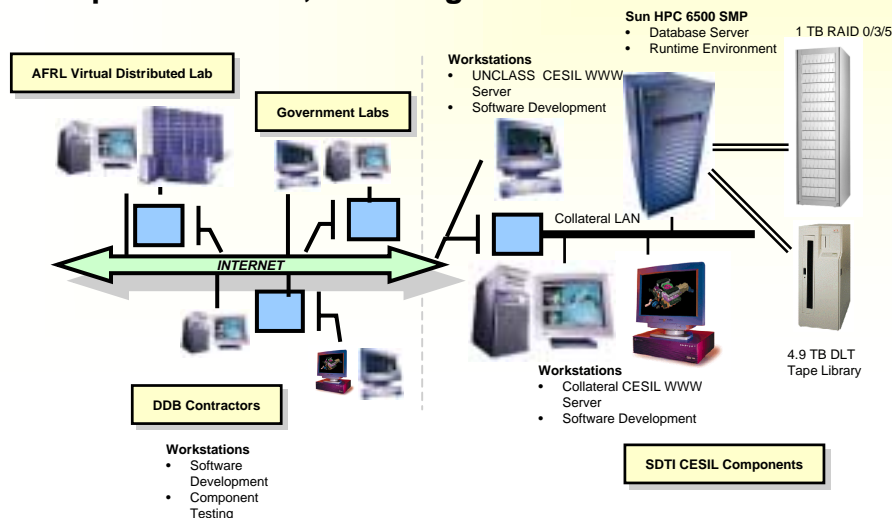 Sun HPC 6500 SMP
• Database Server
• Runtime Environment
1 TB RAID 0/3/5
AFRL Virtual Distributed Lab
Government Labs
Workstations
• UNCLASS CESIL WWW
Server
• Software Development
Collateral LAN
INTERNET
4.9 TB DLT
Tape Library
Workstations
• Collateral CESIL WWW
Server
• Software Development
DDB Contractors
Workstations
• Software
Development
• Component
Testing
SDTI CESIL Components